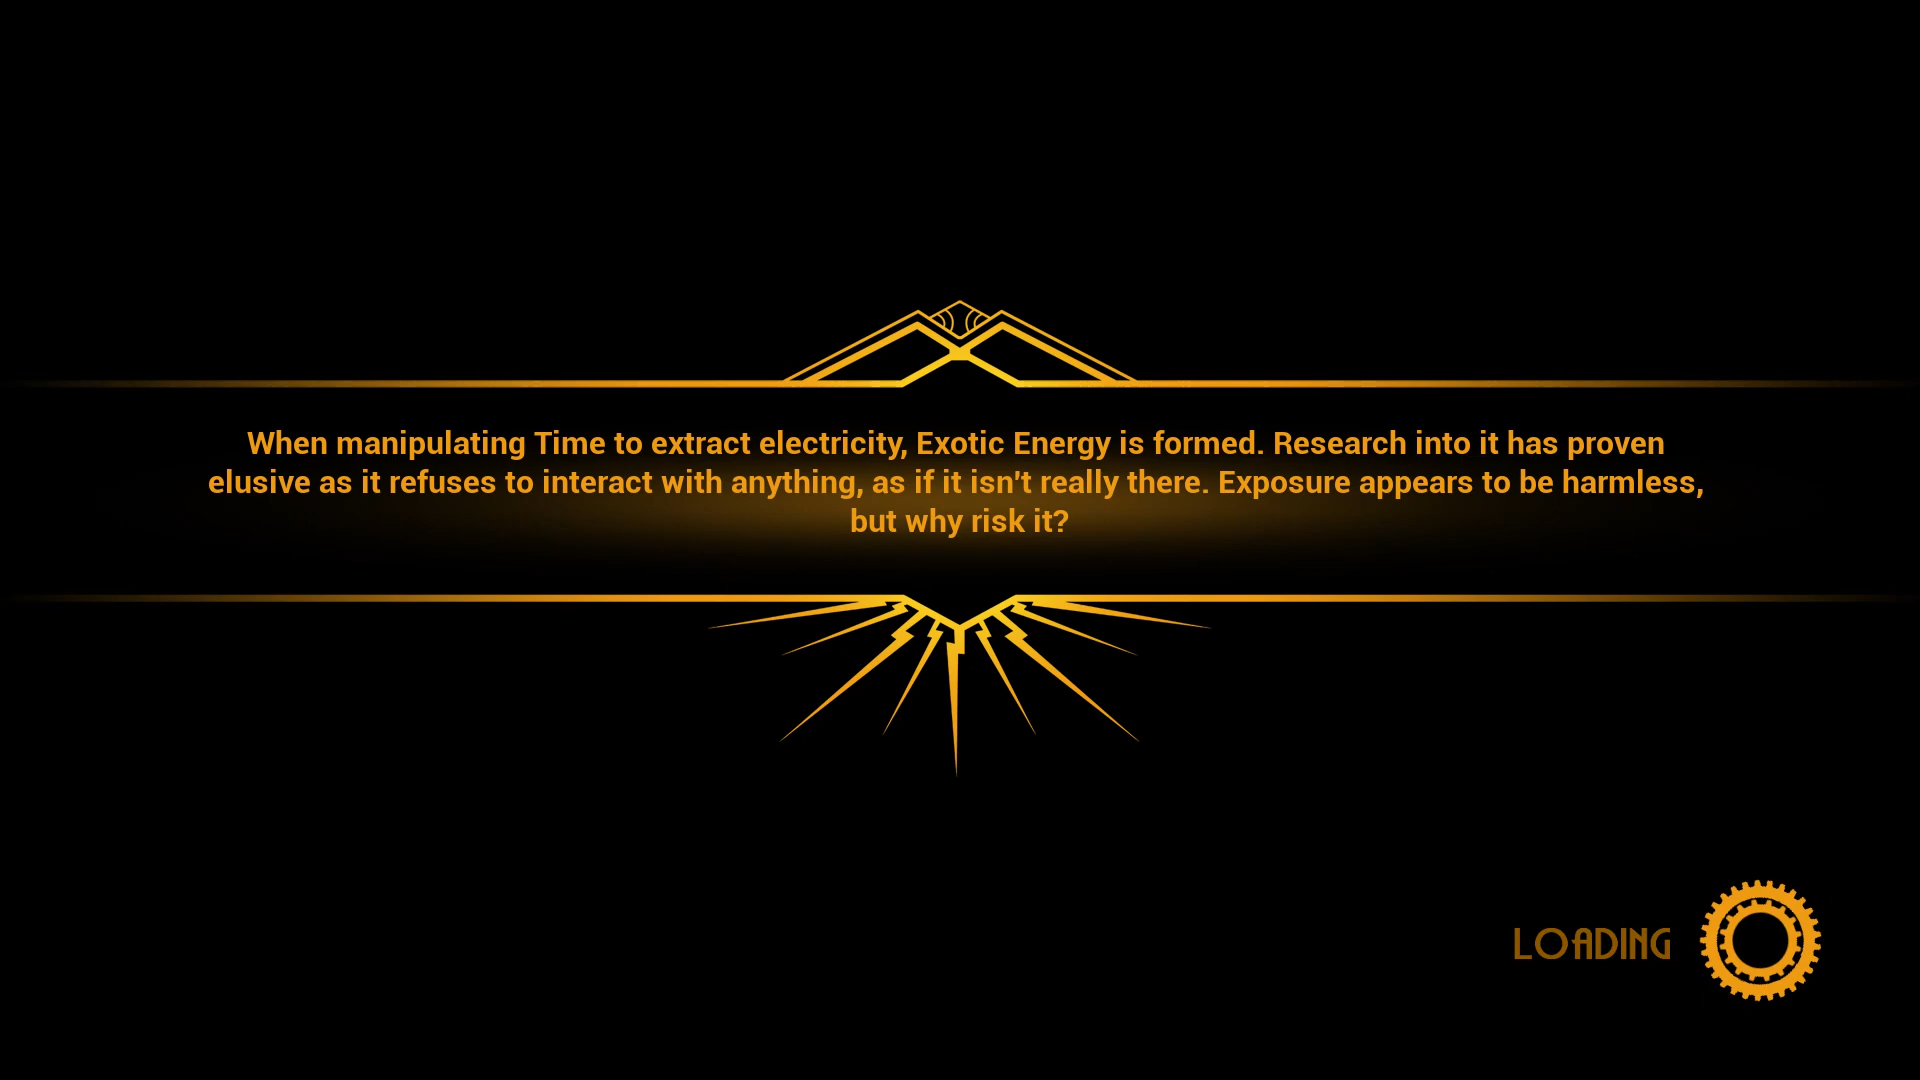 When manipulating Time to extract electricity, Exotic Energy is formed. Research into it has proven
elusive as it refuses to interact with anything, as if it isn't really there. Exposure appears to be harmless,
but why risk it?
LOADING